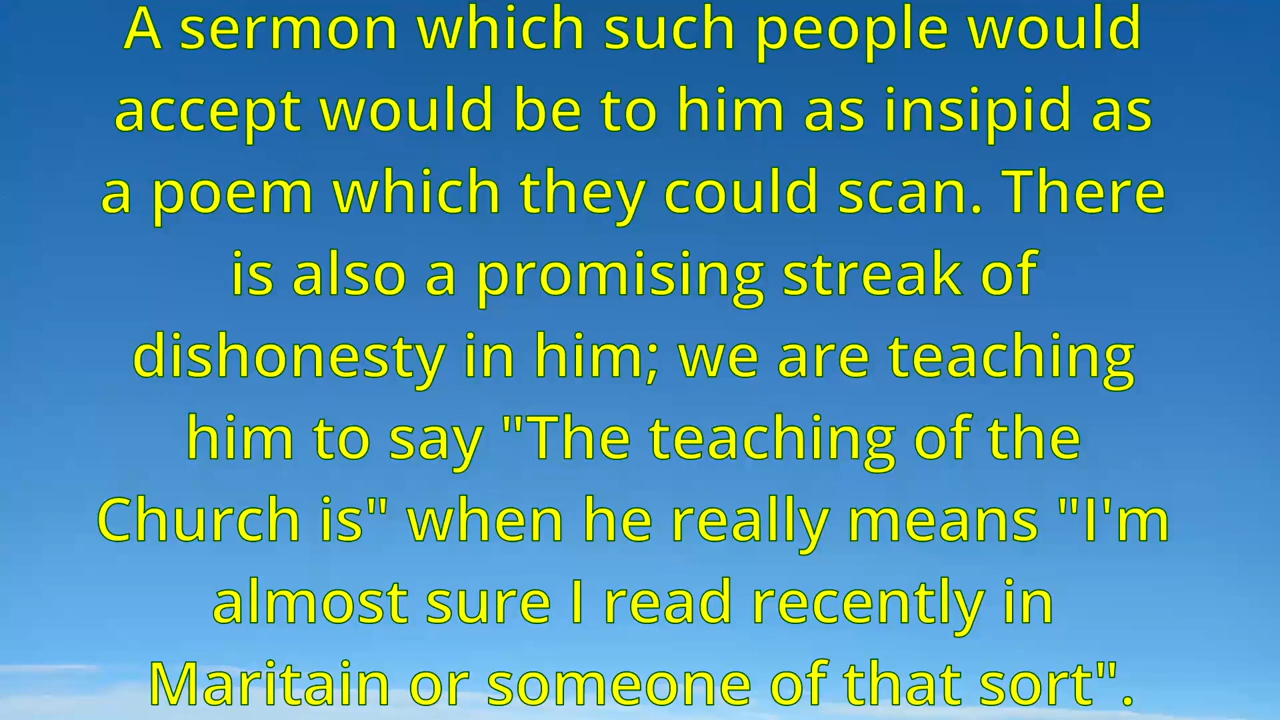 A sermon which such people would
accept would be to him as insipid as
a poem which they could scan. There
is also a promising streak of
dishonesty in him; we are teaching
him to say "The teaching of the
Church is" when he really means "I'm
almost sure I read recently in
Maritain or someone of that sort".